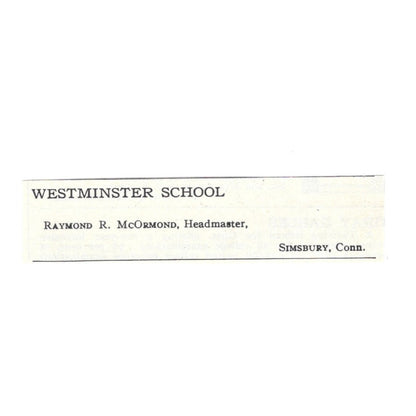 WESTMINSTER SCHOOL
RAYMOND R. MCORMOND, Headmaster,
SIMSBURY, Conn.